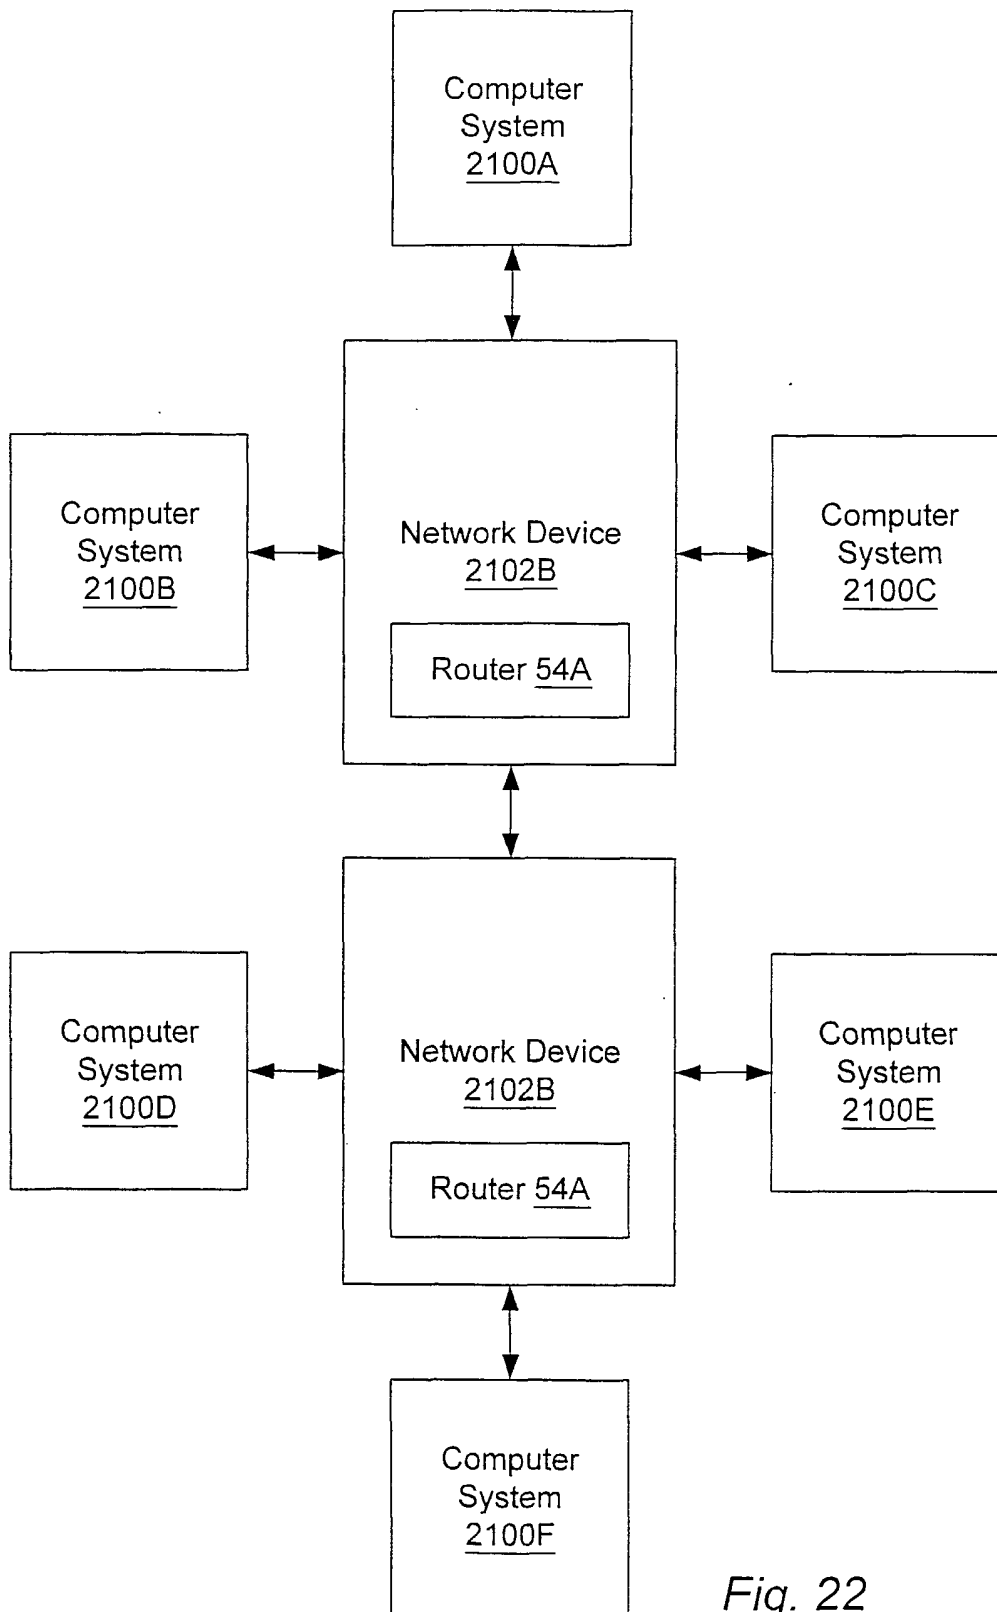 Computer
System
2100A
Computer
System
2100B
Network Device
2102B
Router 54A
Computer
System
2100C
Computer
System
2100D
Network Device
2102B
Router 54A
Computer
System
2100E
Computer
System
2100F
Fig. 22